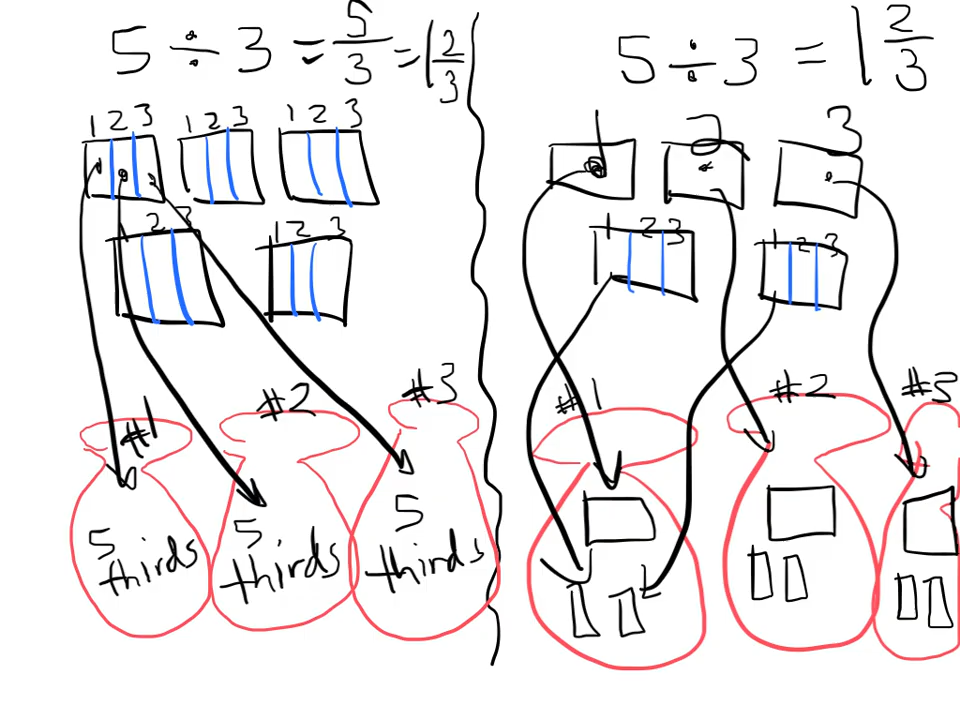 5 ÷ 3 = 5/3 = 1 2/3
1 2 3 1 2 3 1 2 3
2 3 1 2 3
#1 #2 #3
5 thirds 5 thirds 5 thirds
5 ÷ 3 = 1 2/3
1 2 3
1 2 3 1 2 3
#1 #2 #3